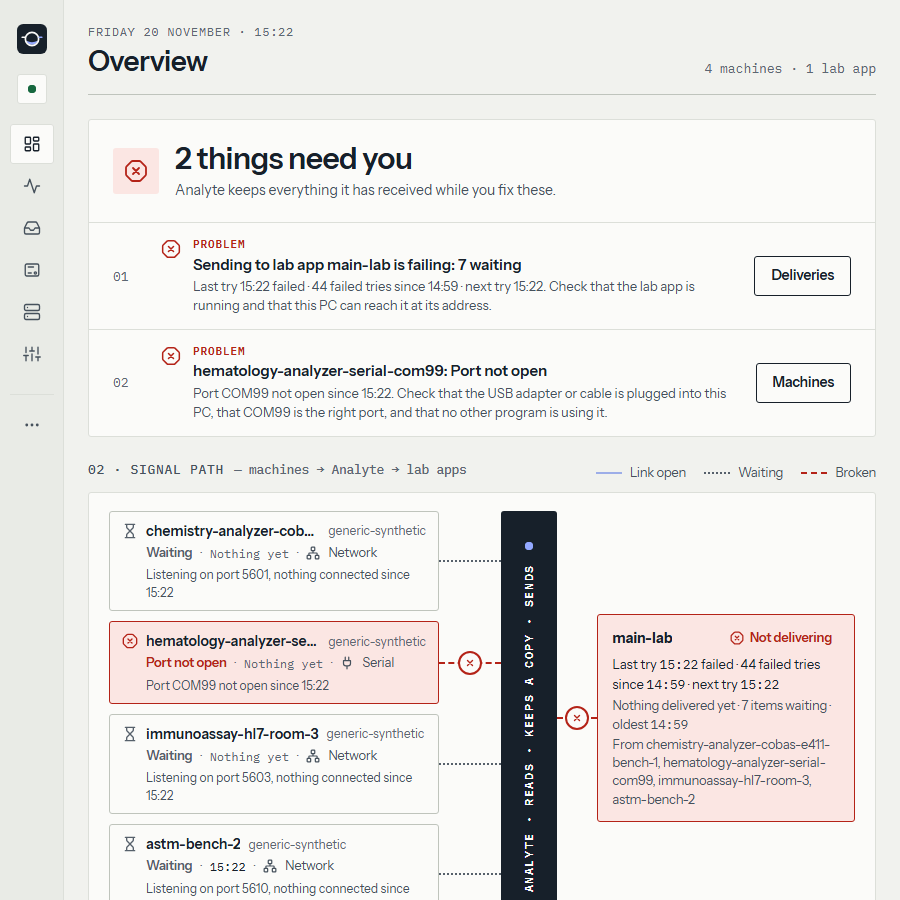 FRIDAY 20 NOVEMBER · 15:22
Overview
4 machines · 1 lab app
2 things need you
Analyte keeps everything it has received while you fix these.
01
PROBLEM
Sending to lab app main-lab is failing: 7 waiting
Last try 15:22 failed · 44 failed tries since 14:59 · next try 15:22. Check that the lab app is
running and that this PC can reach it at its address.
Deliveries
02
PROBLEM
hematology-analyzer-serial-com99: Port not open
Port COM99 not open since 15:22. Check that the USB adapter or cable is plugged into this
PC, that COM99 is the right port, and that no other program is using it.
Machines
02 · SIGNAL PATH — machines → Analyte → lab apps
Link open
Waiting
Broken
chemistry-analyzer-cob... generic-synthetic
Waiting · Nothing yet · Network
Listening on port 5601, nothing connected since
15:22
hematology-analyzer-se... generic-synthetic
Port not open · Nothing yet · Serial
Port COM99 not open since 15:22
immunoassay-hl7-room-3 generic-synthetic
Waiting · Nothing yet · Network
Listening on port 5603, nothing connected since
15:22
astm-bench-2 generic-synthetic
Waiting · 15:22 · Network
Listening on port 5610, nothing connected since
ANALYTE • READS • KEEPS A COPY • SENDS
main-lab Not delivering
Last try 15:22 failed · 44 failed tries
since 14:59 · next try 15:22
Nothing delivered yet · 7 items waiting ·
oldest 14:59
From chemistry-analyzer-cobas-e411-
bench-1, hematology-analyzer-serial-
com99, immunoassay-hl7-room-3,
astm-bench-2